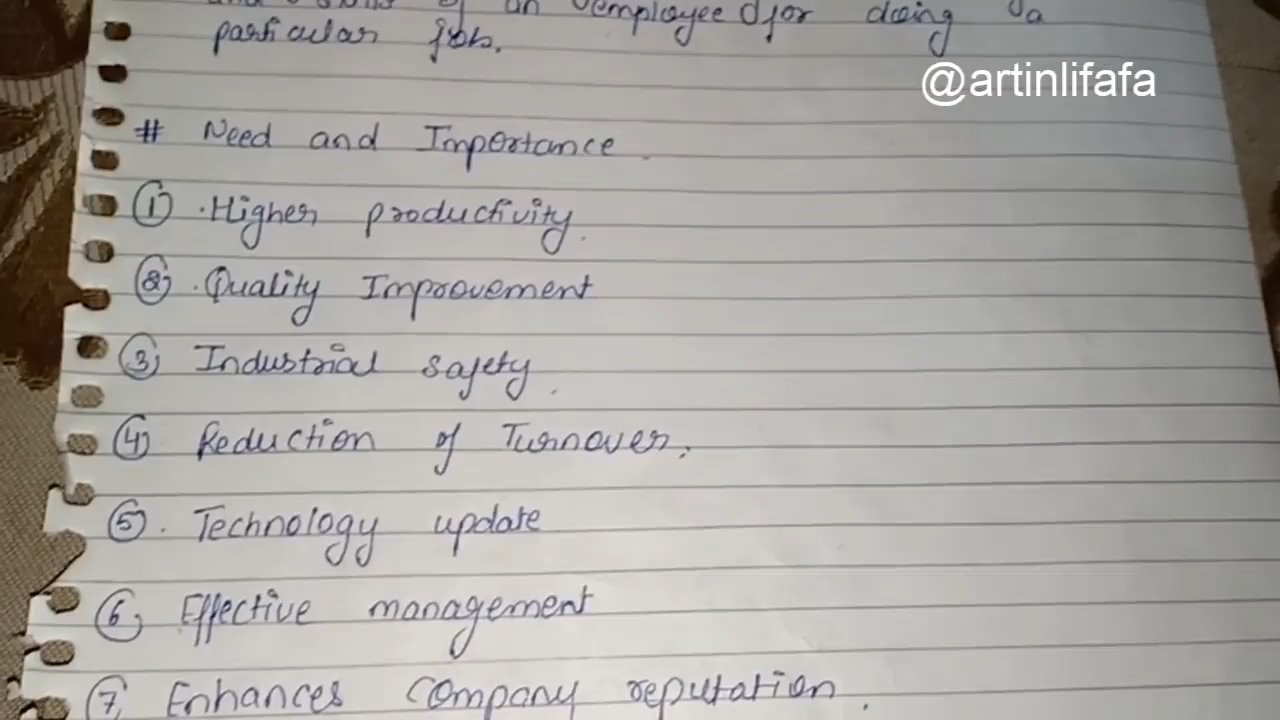 of an employee for doing a
particular job.
@artinlifafa
# Need and Importance.
① Higher productivity.
② Quality Improvement
③ Industrial safety.
④ Reduction of Turnover.
⑤ Technology update
⑥ Effective management
⑦ Enhances Company reputation.